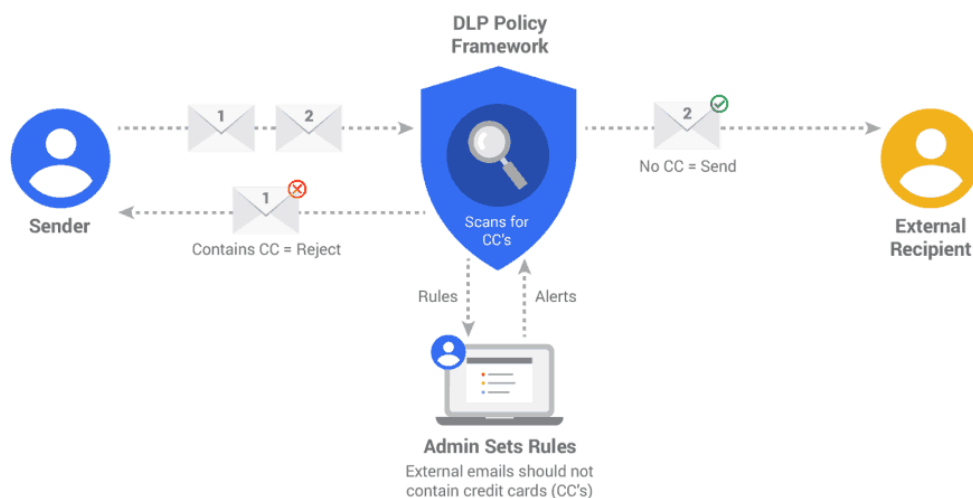 DLP Policy
Framework
1
2
2
No CC = Send
1
Contains CC = Reject
Sender
Scans for
CC's
External
Recipient
Rules
Alerts
Admin Sets Rules
External emails should not
contain credit cards (CC's)